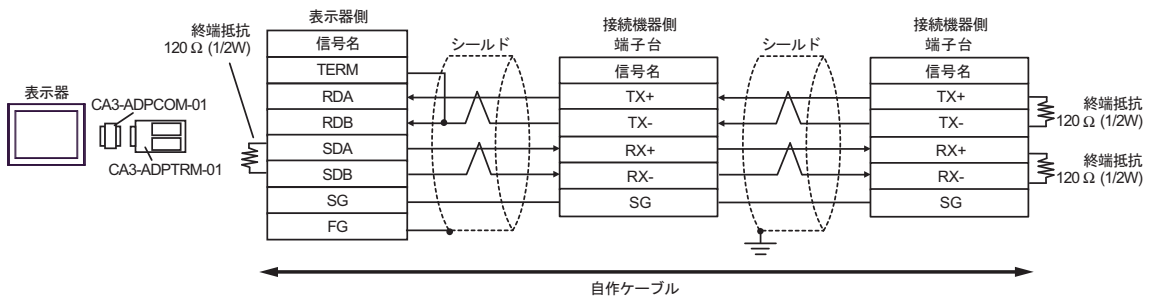 表示器
CA3-ADPCOM-01
CA3-ADPTRM-01
終端抵抗
120 Ω (1/2W)
表示器側
信号名
TERM
RDA
RDB
SDA
SDB
SG
FG
シールド
接続機器側
端子台
信号名
TX+
TX-
RX+
RX-
SG
シールド
接続機器側
端子台
信号名
TX+
TX-
RX+
RX-
SG
終端抵抗
120 Ω (1/2W)
終端抵抗
120 Ω (1/2W)
自作ケーブル